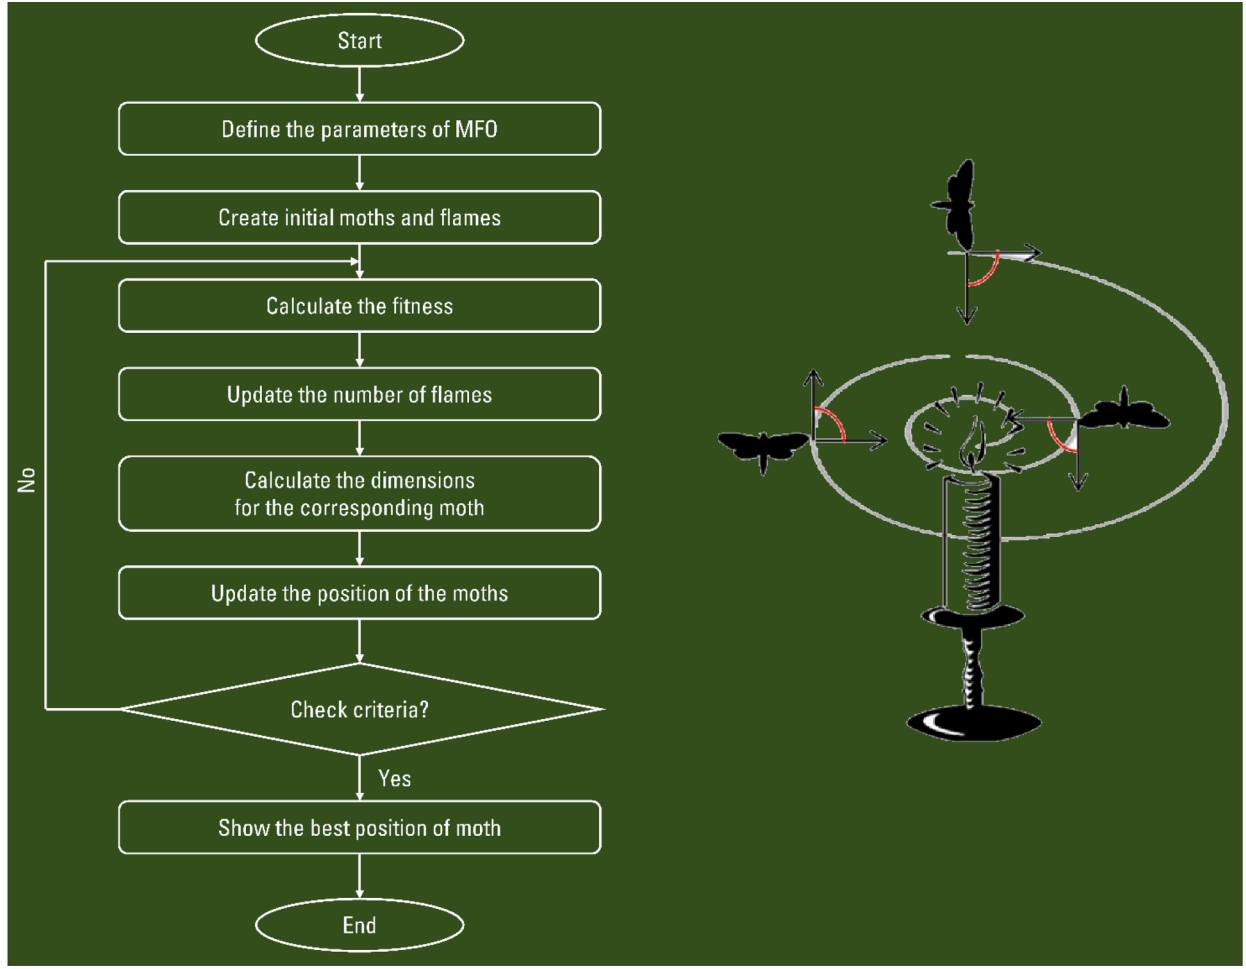 Start
Define the parameters of MFO
Create initial moths and flames
Calculate the fitness
Update the number of flames
No
Calculate the dimensions
for the corresponding moth
Update the position of the moths
Check criteria?
Yes
Show the best position of moth
End